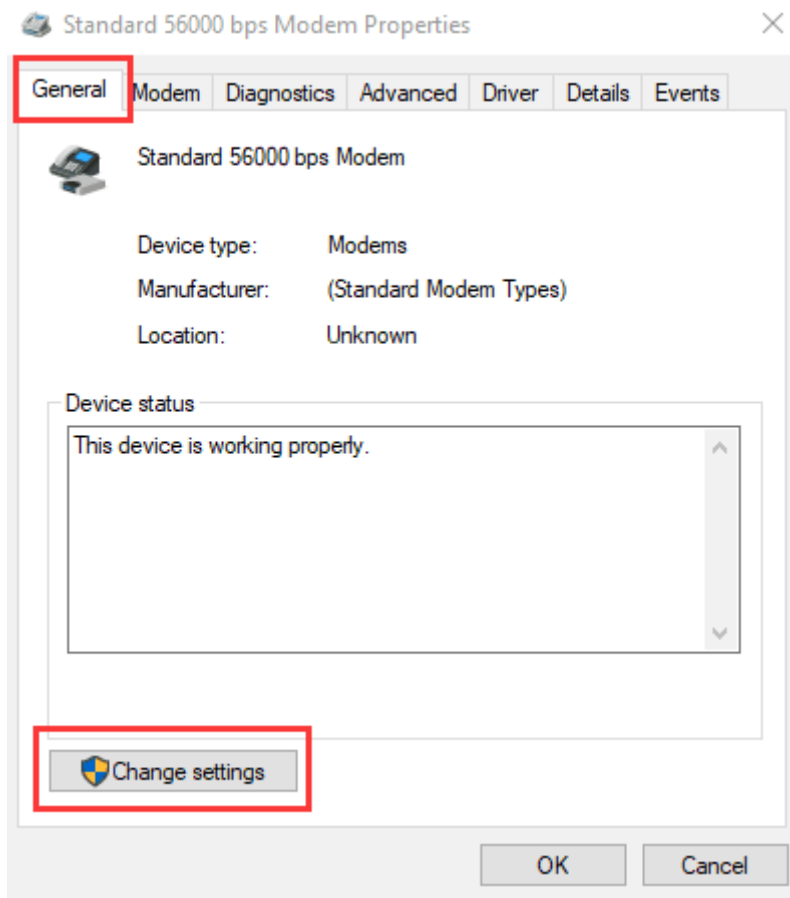 Standard 56000 bps Modem Properties
General Modem Diagnostics Advanced Driver Details Events
Standard 56000 bps Modem
Device type: Modems
Manufacturer: (Standard Modem Types)
Location: Unknown
Device status
This device is working properly.
Change settings
OK Cancel